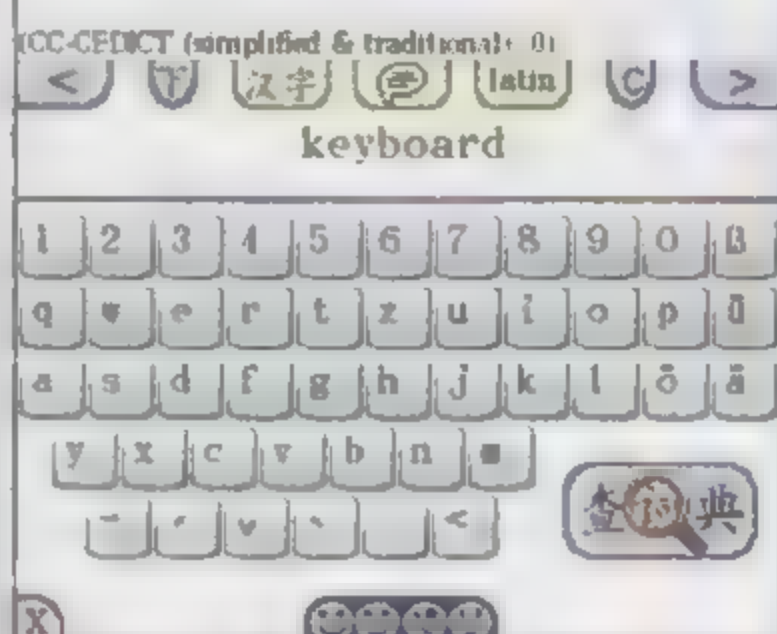 (CC-CEDICT (simplified & traditional: 0)
< 下 汉字 latin C >
keyboard
1 2 3 4 5 6 7 8 9 0 ß
q w e r t z u i o p ü
a s d f g h j k l ö ä
y x c v b n m
ˉ ˊ ˇ ˋ <
查词典
X